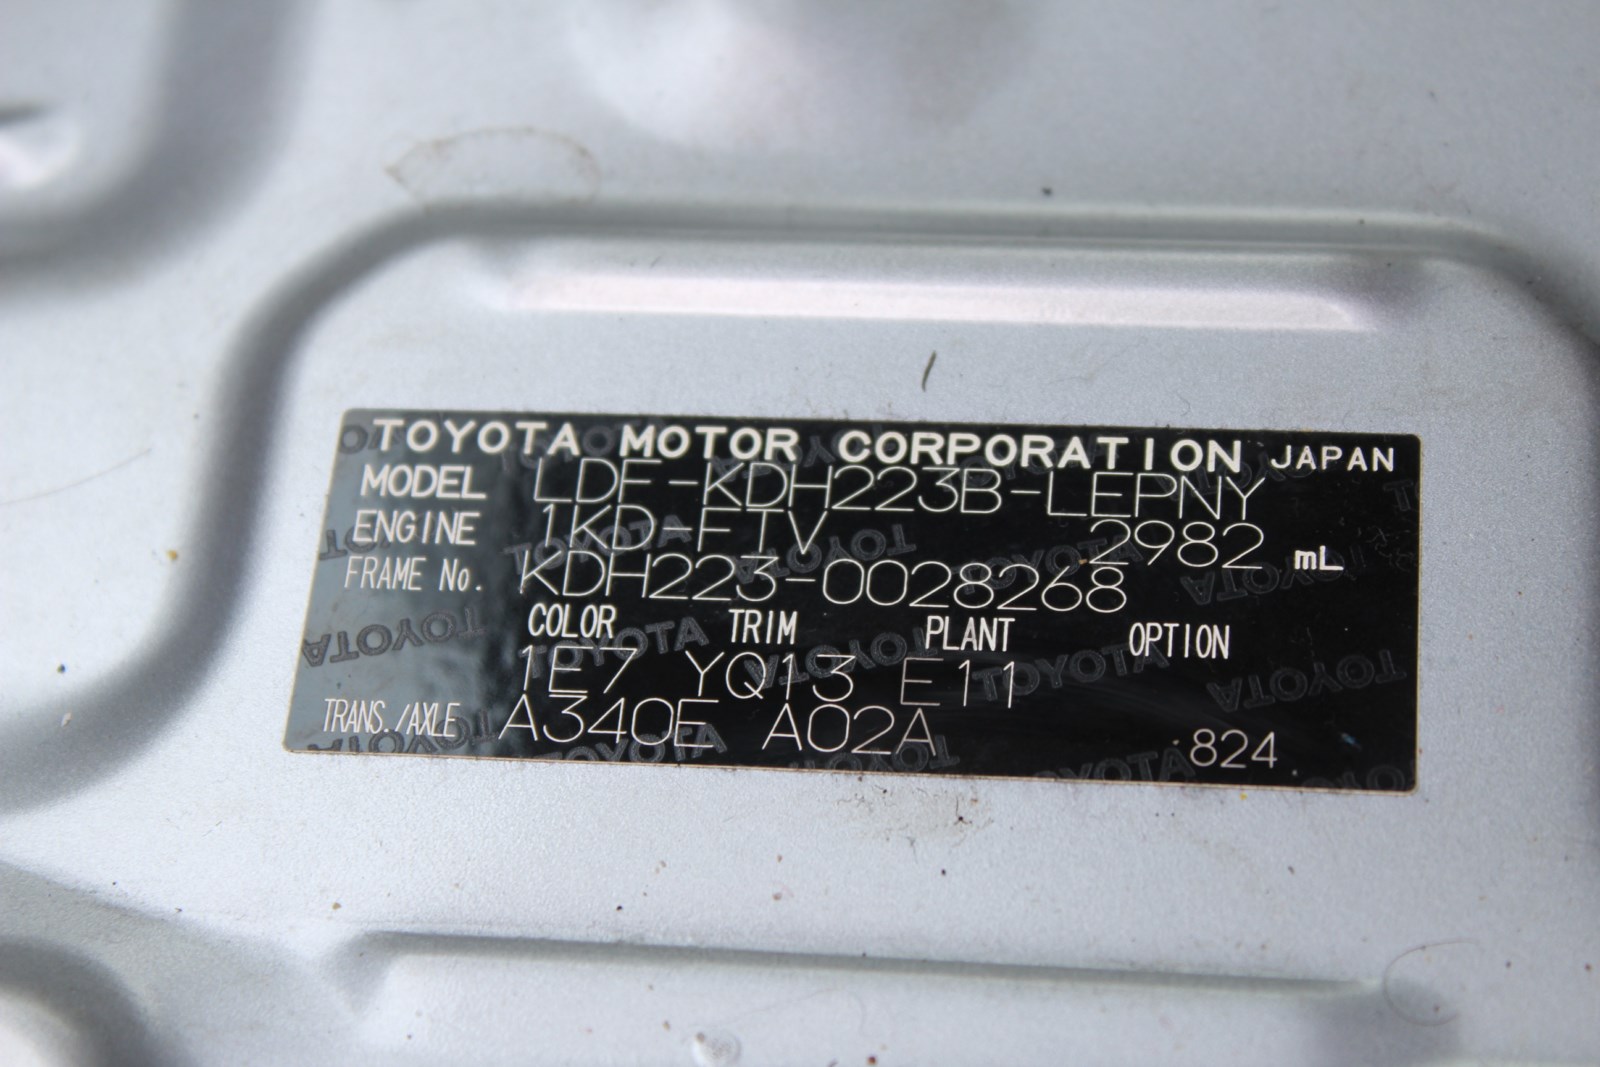 TOYOTA MOTOR CORPORATION JAPAN
MODEL LDF-KDH223B-LEPNY
ENGINE 1KD-FTV 2982 mL
FRAME No. KDH223-0028268
COLOR TRIM PLANT OPTION
1E7 YQ13 E11
TRANS./AXLE A340E A02A 824